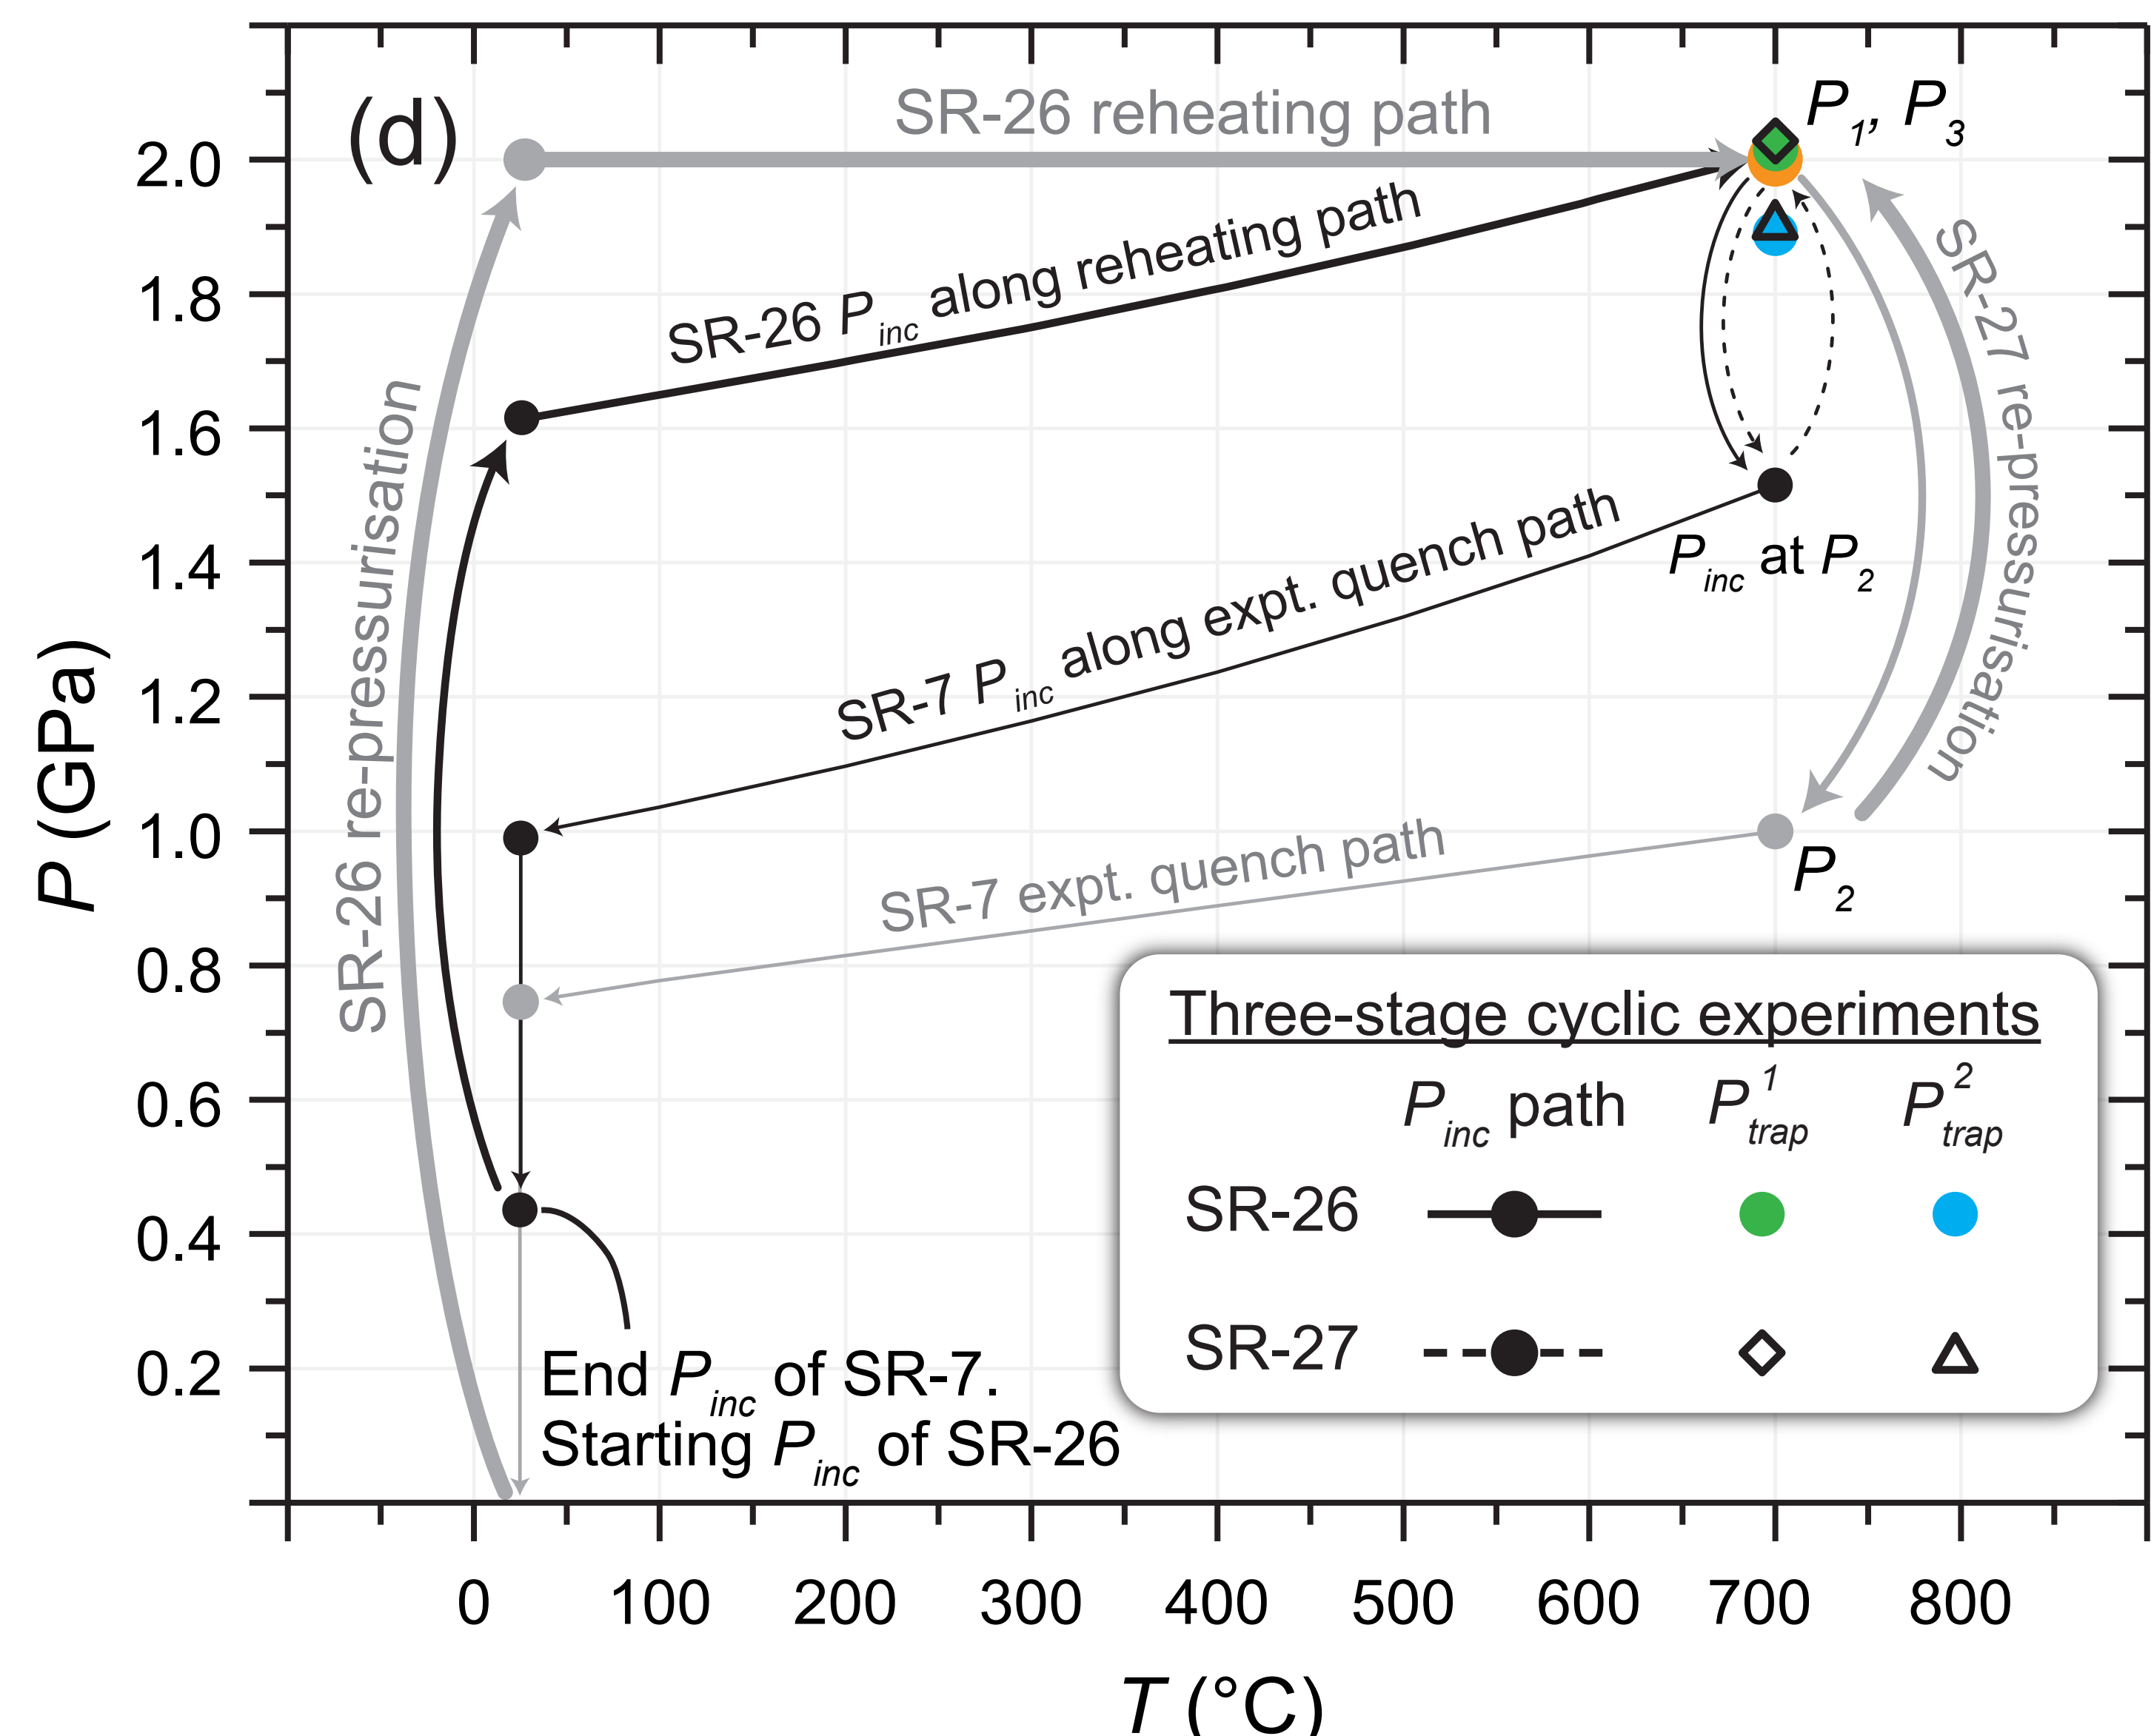 (d)
SR-26 reheating path
P1, P3
SR-26 Pinc along reheating path
SR-27 re-pressurisation
SR-26 re-pressurisation
Pinc at P2
SR-7 Pinc along expt. quench path
SR-7 expt. quench path
P2
End Pinc of SR-7.
Starting Pinc of SR-26
Three-stage cyclic experiments
Pinc path P1trap P2trap
SR-26
SR-27
P (GPa)
2.0
1.8
1.6
1.4
1.2
1.0
0.8
0.6
0.4
0.2
0 100 200 300 400 500 600 700 800
T (°C)